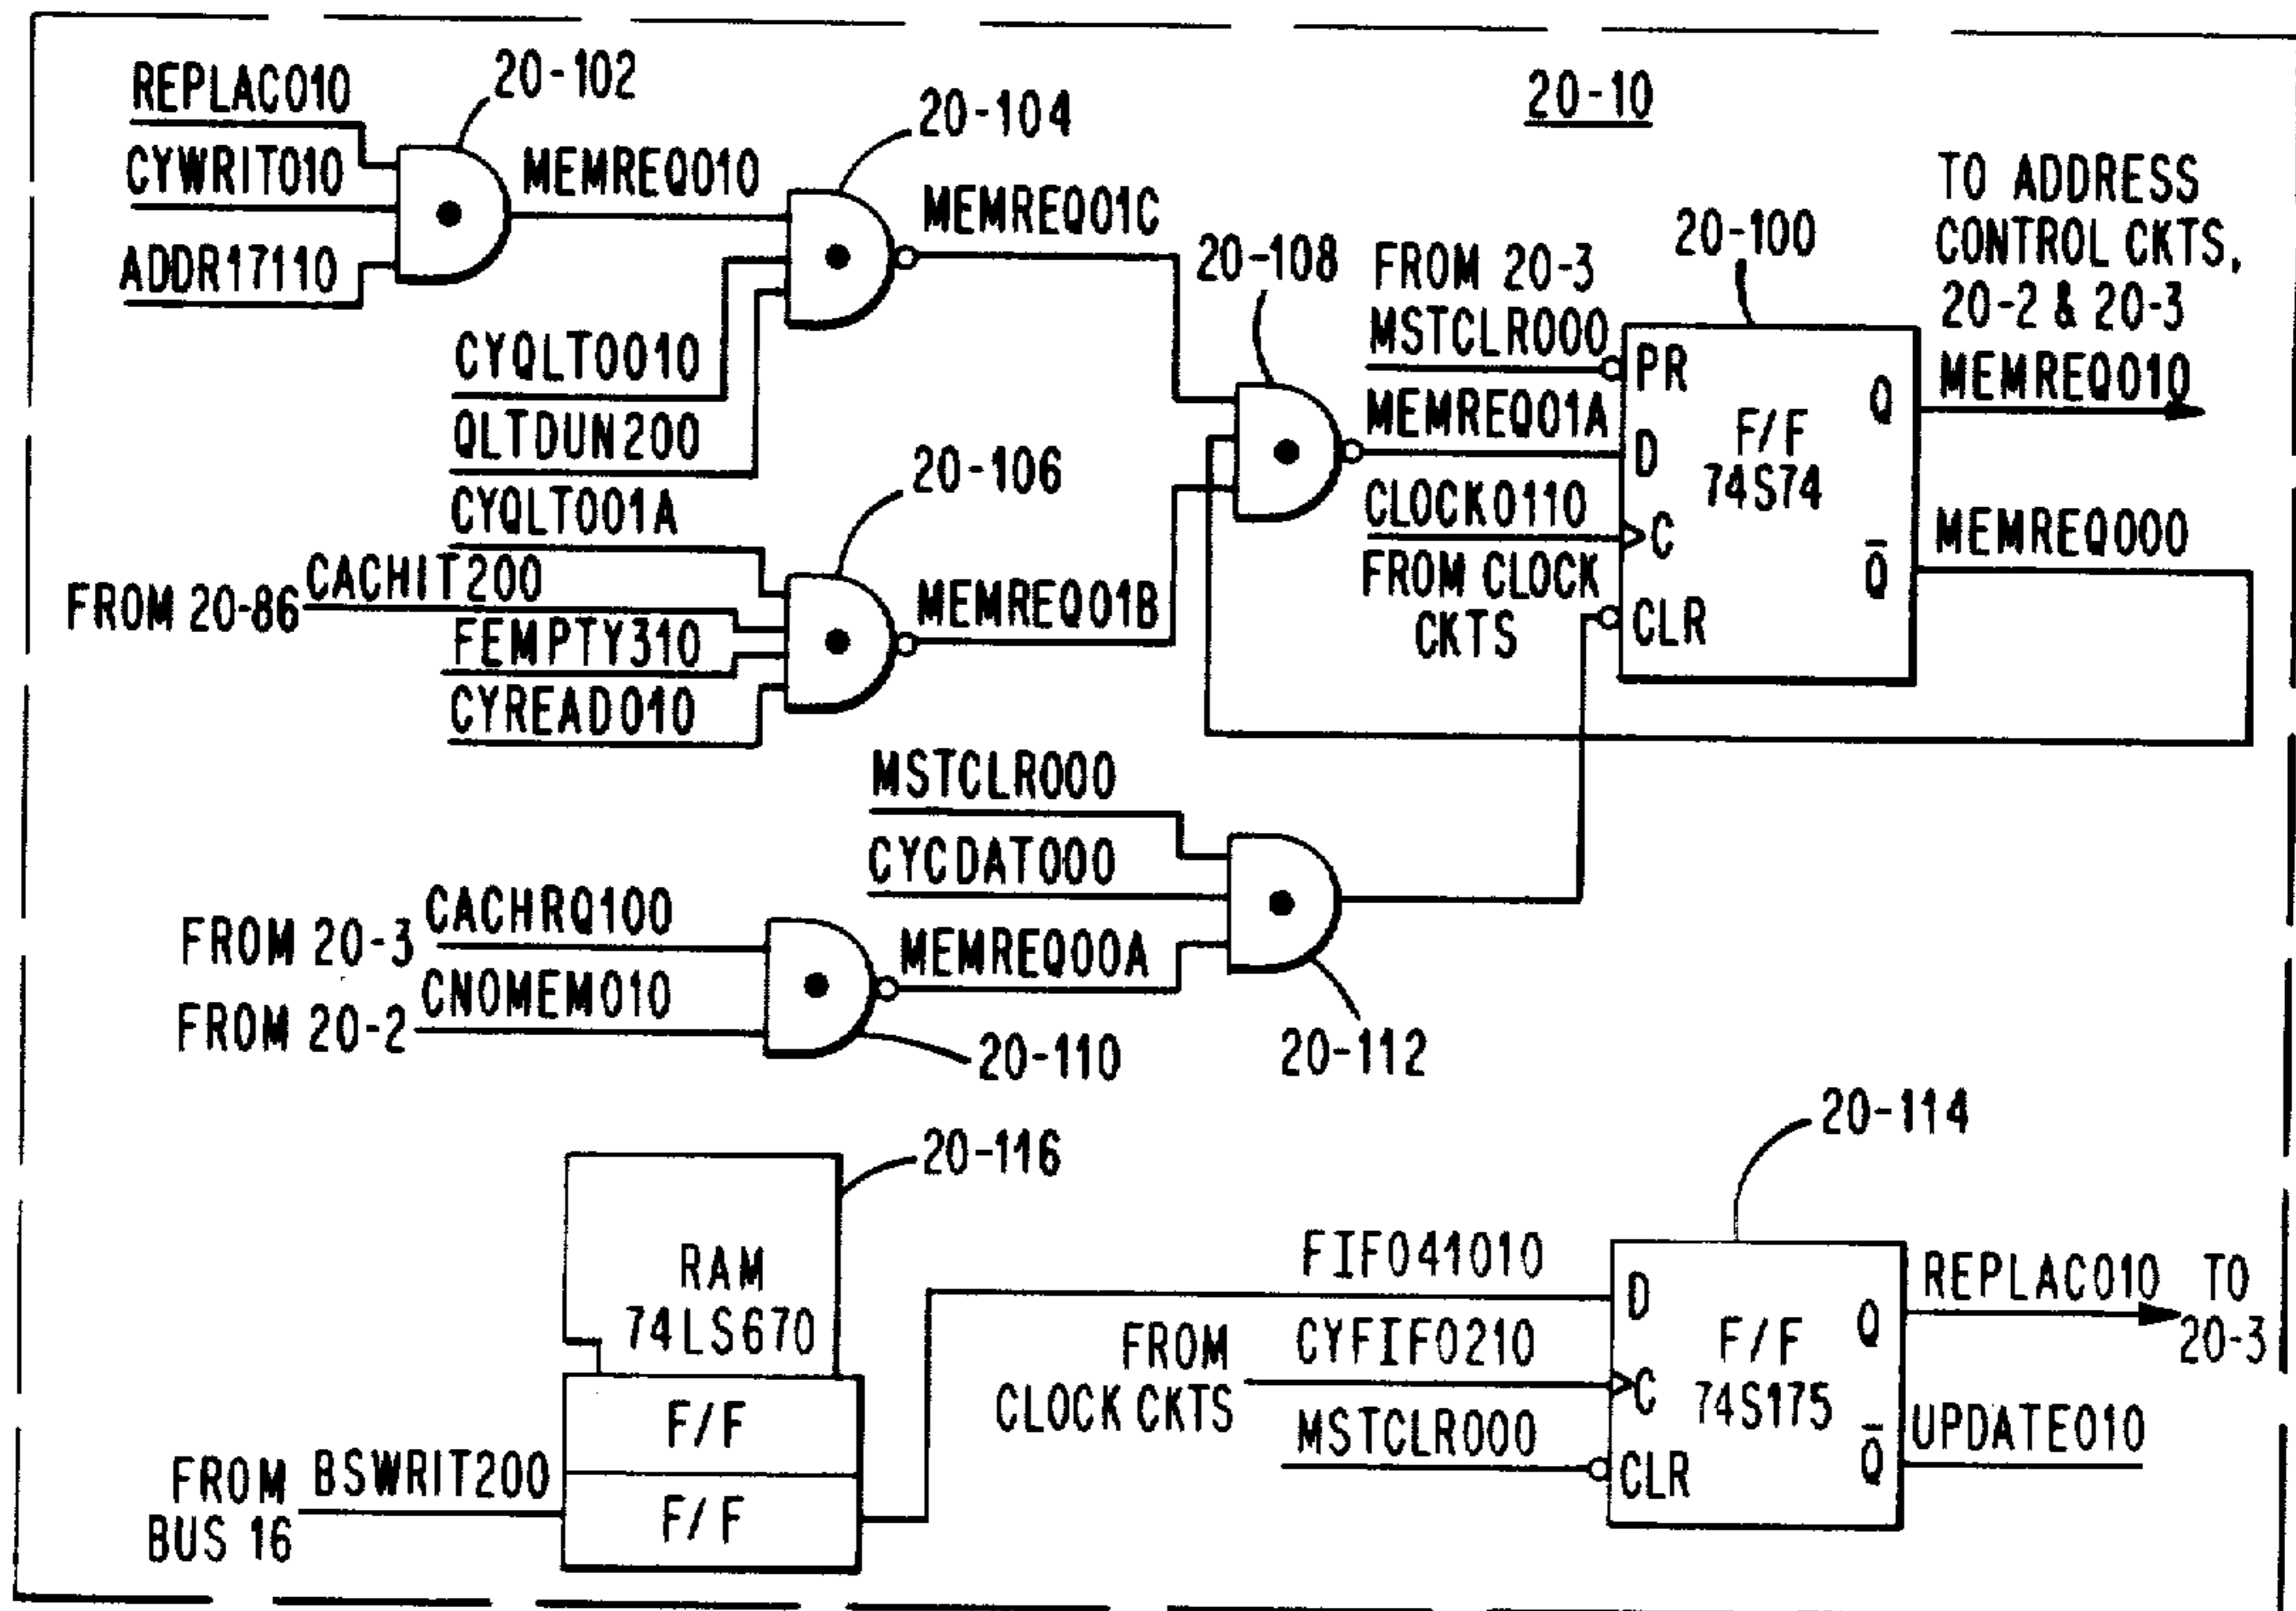 20-10
REPLAC010
20-102
CYWRIT010
MEMREQ010
ADDR17110
20-104
MEMREQ01C
CYQLT0010
QLTDUN200
CYQLT001A
20-106
FROM 20-86
CACHIT200
FEMPTY310
CYREAD010
MEMREQ01B
20-108
FROM 20-3
MSTCLR000
MEMREQ01A
CLOCK0110
FROM CLOCK
CKTS
20-100
PR
D
C
CLR
F/F
74S74
Q
Q̅
TO ADDRESS
CONTROL CKTS,
20-2 & 20-3
MEMREQ010
MEMREQ000
MSTCLR000
CYCDAT000
FROM 20-3
CACHRQ100
FROM 20-2
CNOMEM010
MEMREQ00A
20-110
20-112
20-116
RAM
74LS670
F/F
F/F
FROM
BUS 16
BSWRIT200
FIFO41010
FROM
CLOCK CKTS
CYFIFO210
MSTCLR000
20-114
D
C
CLR
F/F
74S175
Q
Q̅
REPLAC010
TO
20-3
UPDATE010